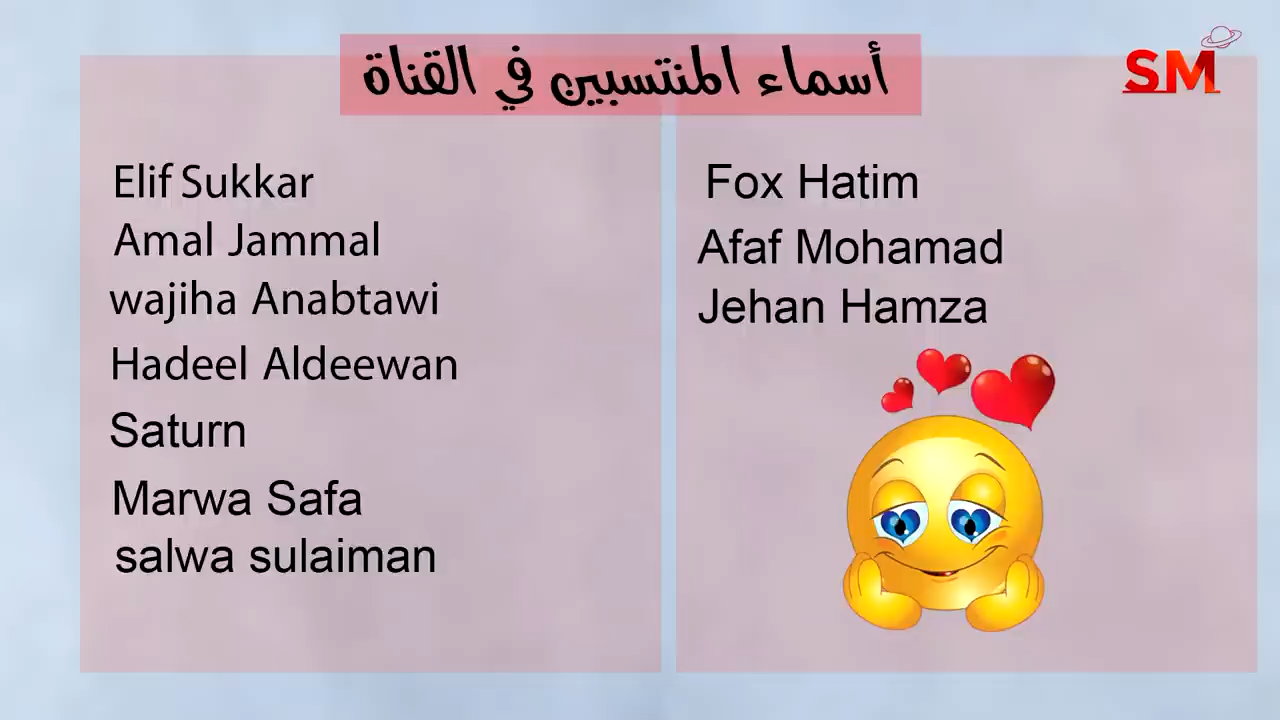 أسماء المنتسبين في القناة
SM
Elif Sukkar
Amal Jammal
wajiha Anabtawi
Hadeel Aldeewan
Saturn
Marwa Safa
salwa sulaiman
Fox Hatim
Afaf Mohamad
Jehan Hamza